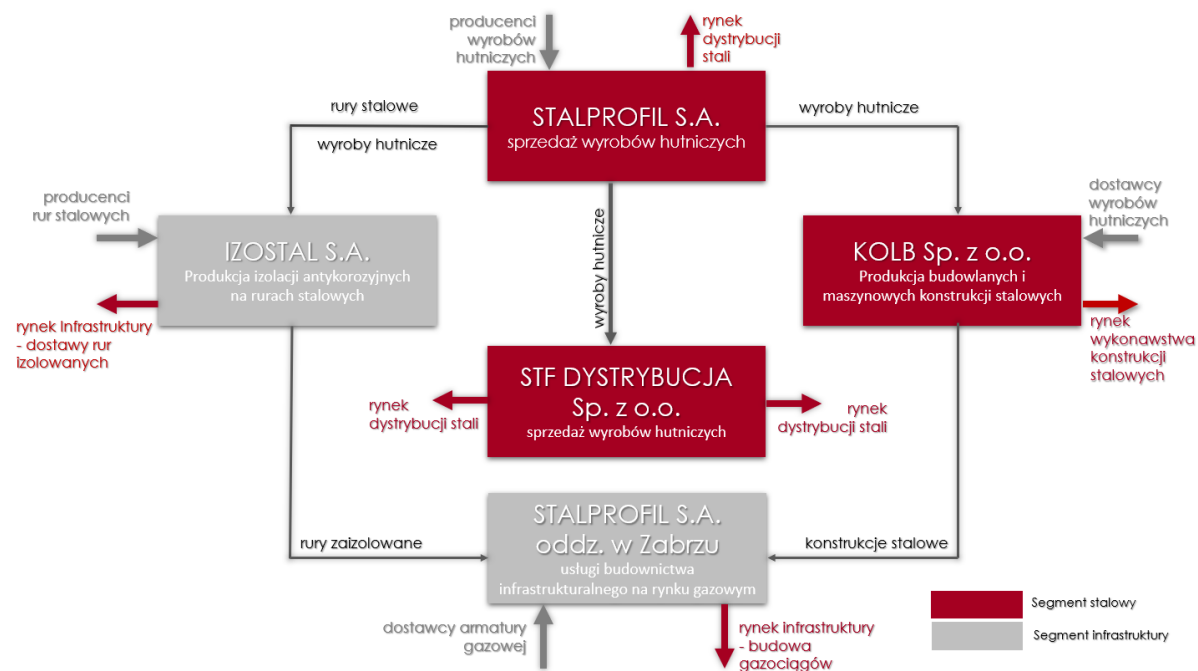 producenci
wyrobów
hutniczych
rynek
dystrybucji
stali
STALPROFIL S.A.
sprzedaż wyrobów hutniczych
rury stalowe
wyroby hutnicze
wyroby hutnicze
producenci
rur stalowych
dostawcy
wyrobów
hutniczych
IZOSTAL S.A.
Produkcja izolacji antykorozyjnych
na rurach stalowych
wyroby hutnicze
KOLB Sp. z o.o.
Produkcja budowlanych i
maszynowych konstrukcji stalowych
rynek Infrastruktury
- dostawy rur
izolowanych
rynek
wykonawstwa
konstrukcji
stalowych
STF DYSTRYBUCJA
Sp. z o.o.
sprzedaż wyrobów hutniczych
rynek
dystrybucji stali
rynek
dystrybucji stali
STALPROFIL S.A.
oddz. w Zabrzu
usługi budownictwa
infrastrukturalnego na rynku gazowym
rury zaizolowane
konstrukcje stalowe
dostawcy armatury
gazowej
rynek infrastruktury
- budowa
gazociągów
Segment stalowy
Segment infrastruktury